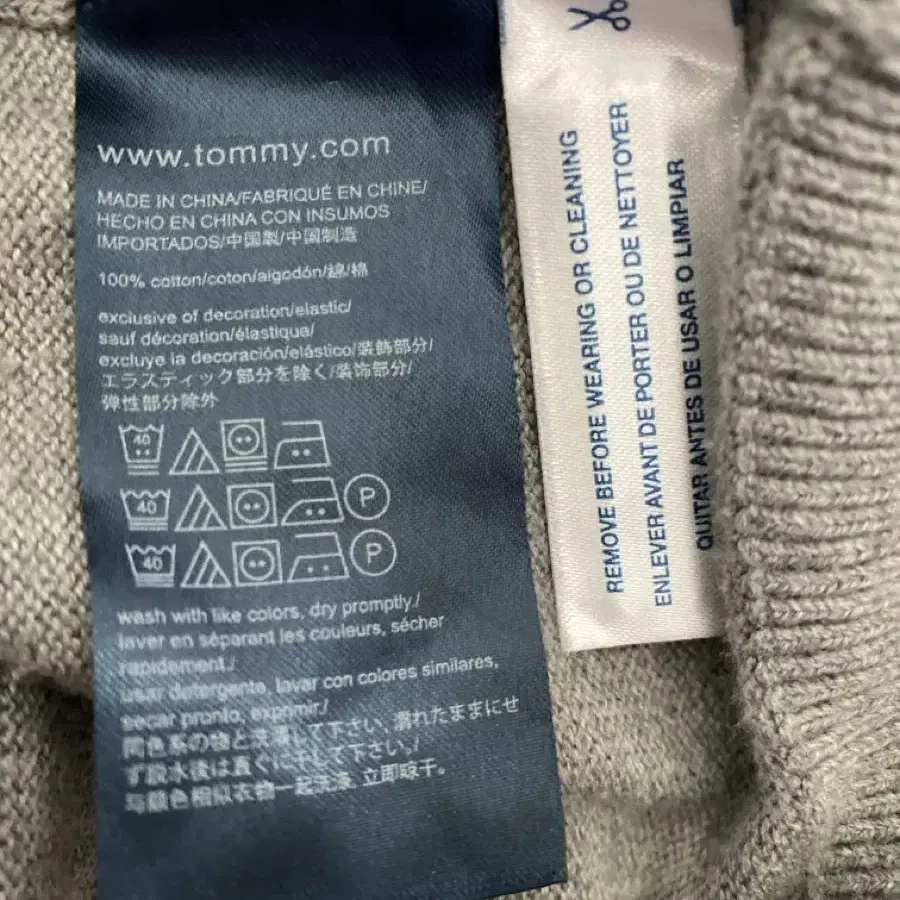 www.tommy.com
MADE IN CHINA/FABRIQUÉ EN CHINE/
HECHO EN CHINA CON INSUMOS
IMPORTADOS/中国製/中国制造
100% cotton/coton/algodón/綿/棉
exclusive of decoration/elastic/
sauf décoration/élastique/
excluye la decoración/elástico/装飾部分/
エラスティック部分を除く/装饰部分/
弹性部分除外
40
40 P
40 P
wash with like colors, dry promptly./
laver en séparant les couleurs, sécher
rapidement./
usar detergente, lavar con colores similares,
secar pronto, exprimir./
同色系の物と洗濯して下さい、濡れたままにせ
ず脱水後は直ぐに干して下さい。/
与颜色相似衣物一起洗涤, 立即晾干。
REMOVE BEFORE WEARING OR CLEANING
ENLEVER AVANT DE PORTER OU DE NETTOYER
QUITAR ANTES DE USAR O LIMPIAR